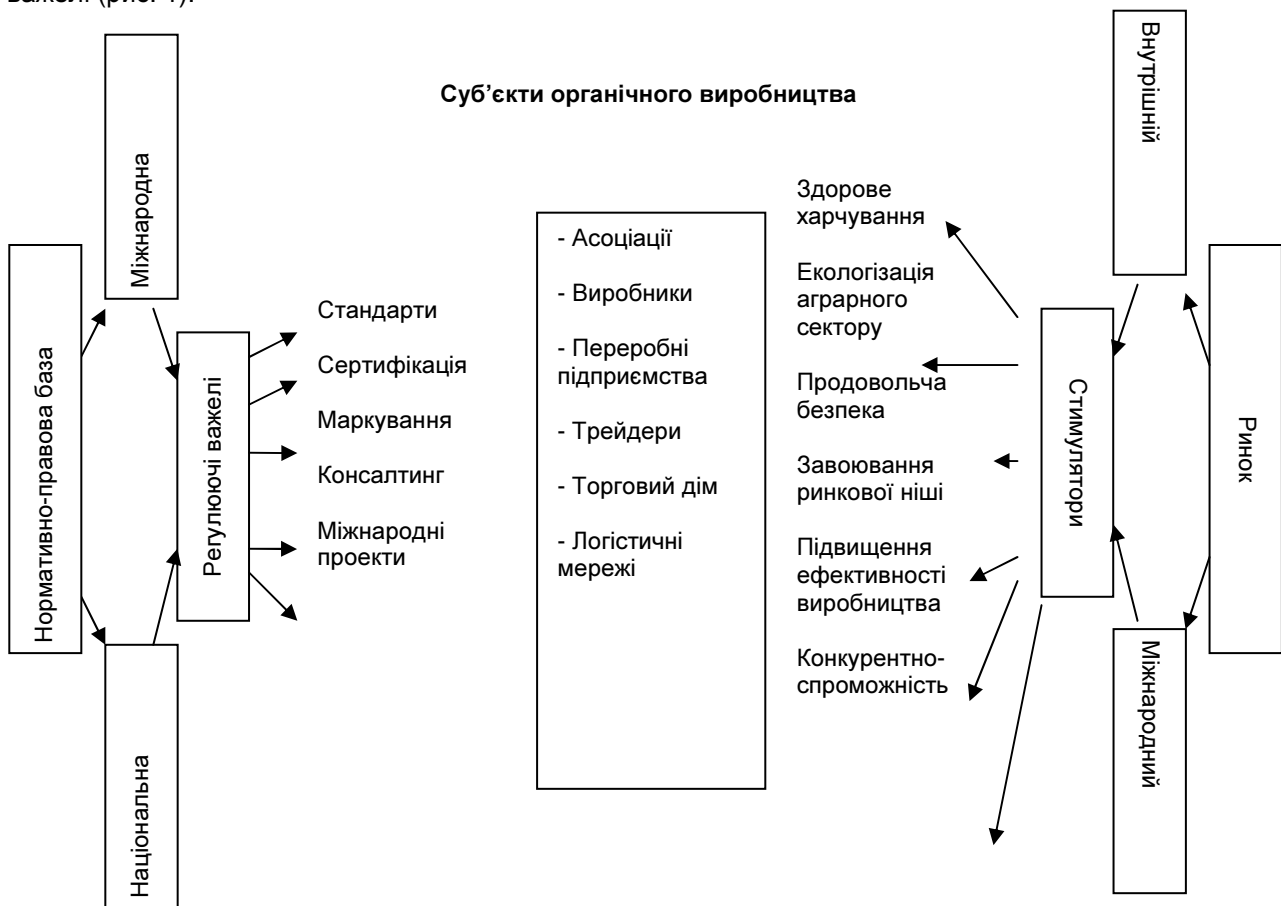 важелі (рис. 1).
Суб’єкти органічного виробництва
Нормативно-правова база
Міжнародна
Національна
Регулюючі важелі
Стандарти
Сертифікація
Маркування
Консалтинг
Міжнародні
проекти
- Асоціації
- Виробники
- Переробні
підприємства
- Трейдери
- Торговий дім
- Логістичні
мережі
Здорове
харчування
Екологізація
аграрного
сектору
Продовольча
безпека
Завоювання
ринкової ніші
Підвищення
ефективності
виробництва
Конкурентно-
спроможність
Стимулятори
Внутрішній
Міжнародний
Ринок